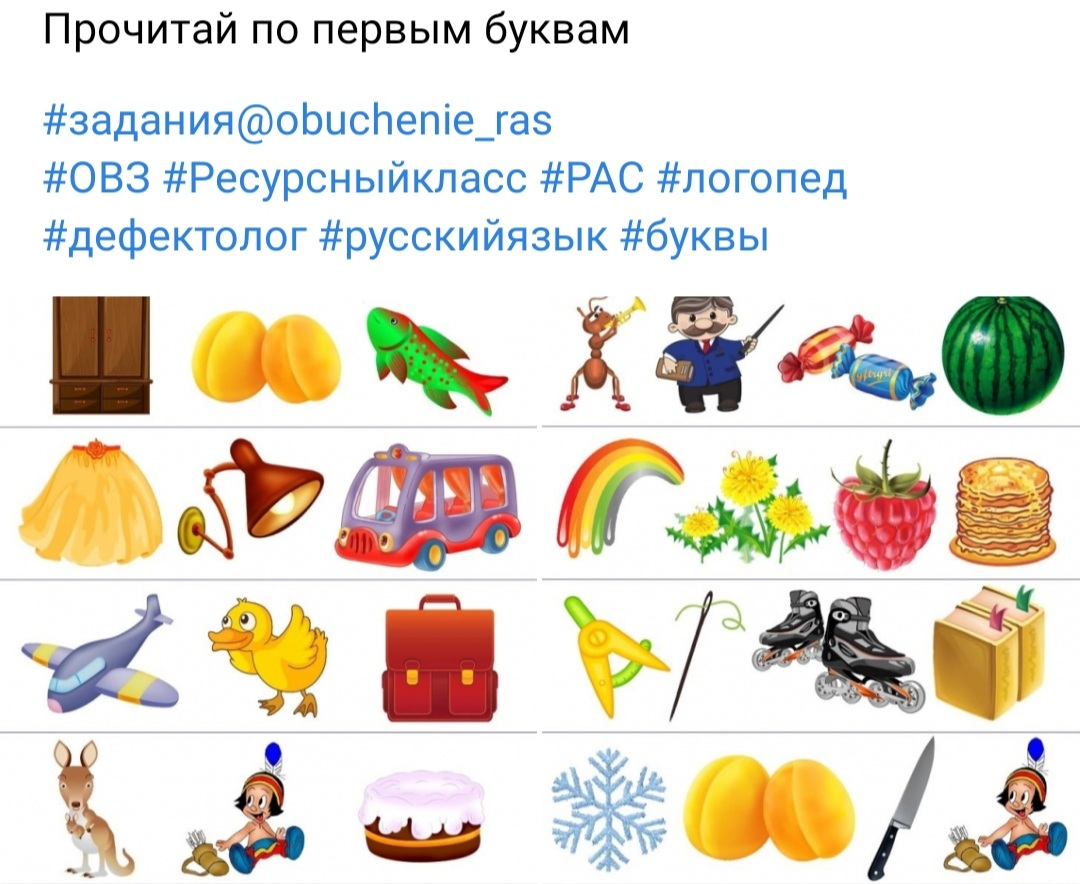 Прочитай по первым буквам
#задания@obuchenie_ras
#ОВЗ #Ресурсныйкласс #РАС #логопед
#дефектолог #русскийязык #буквы